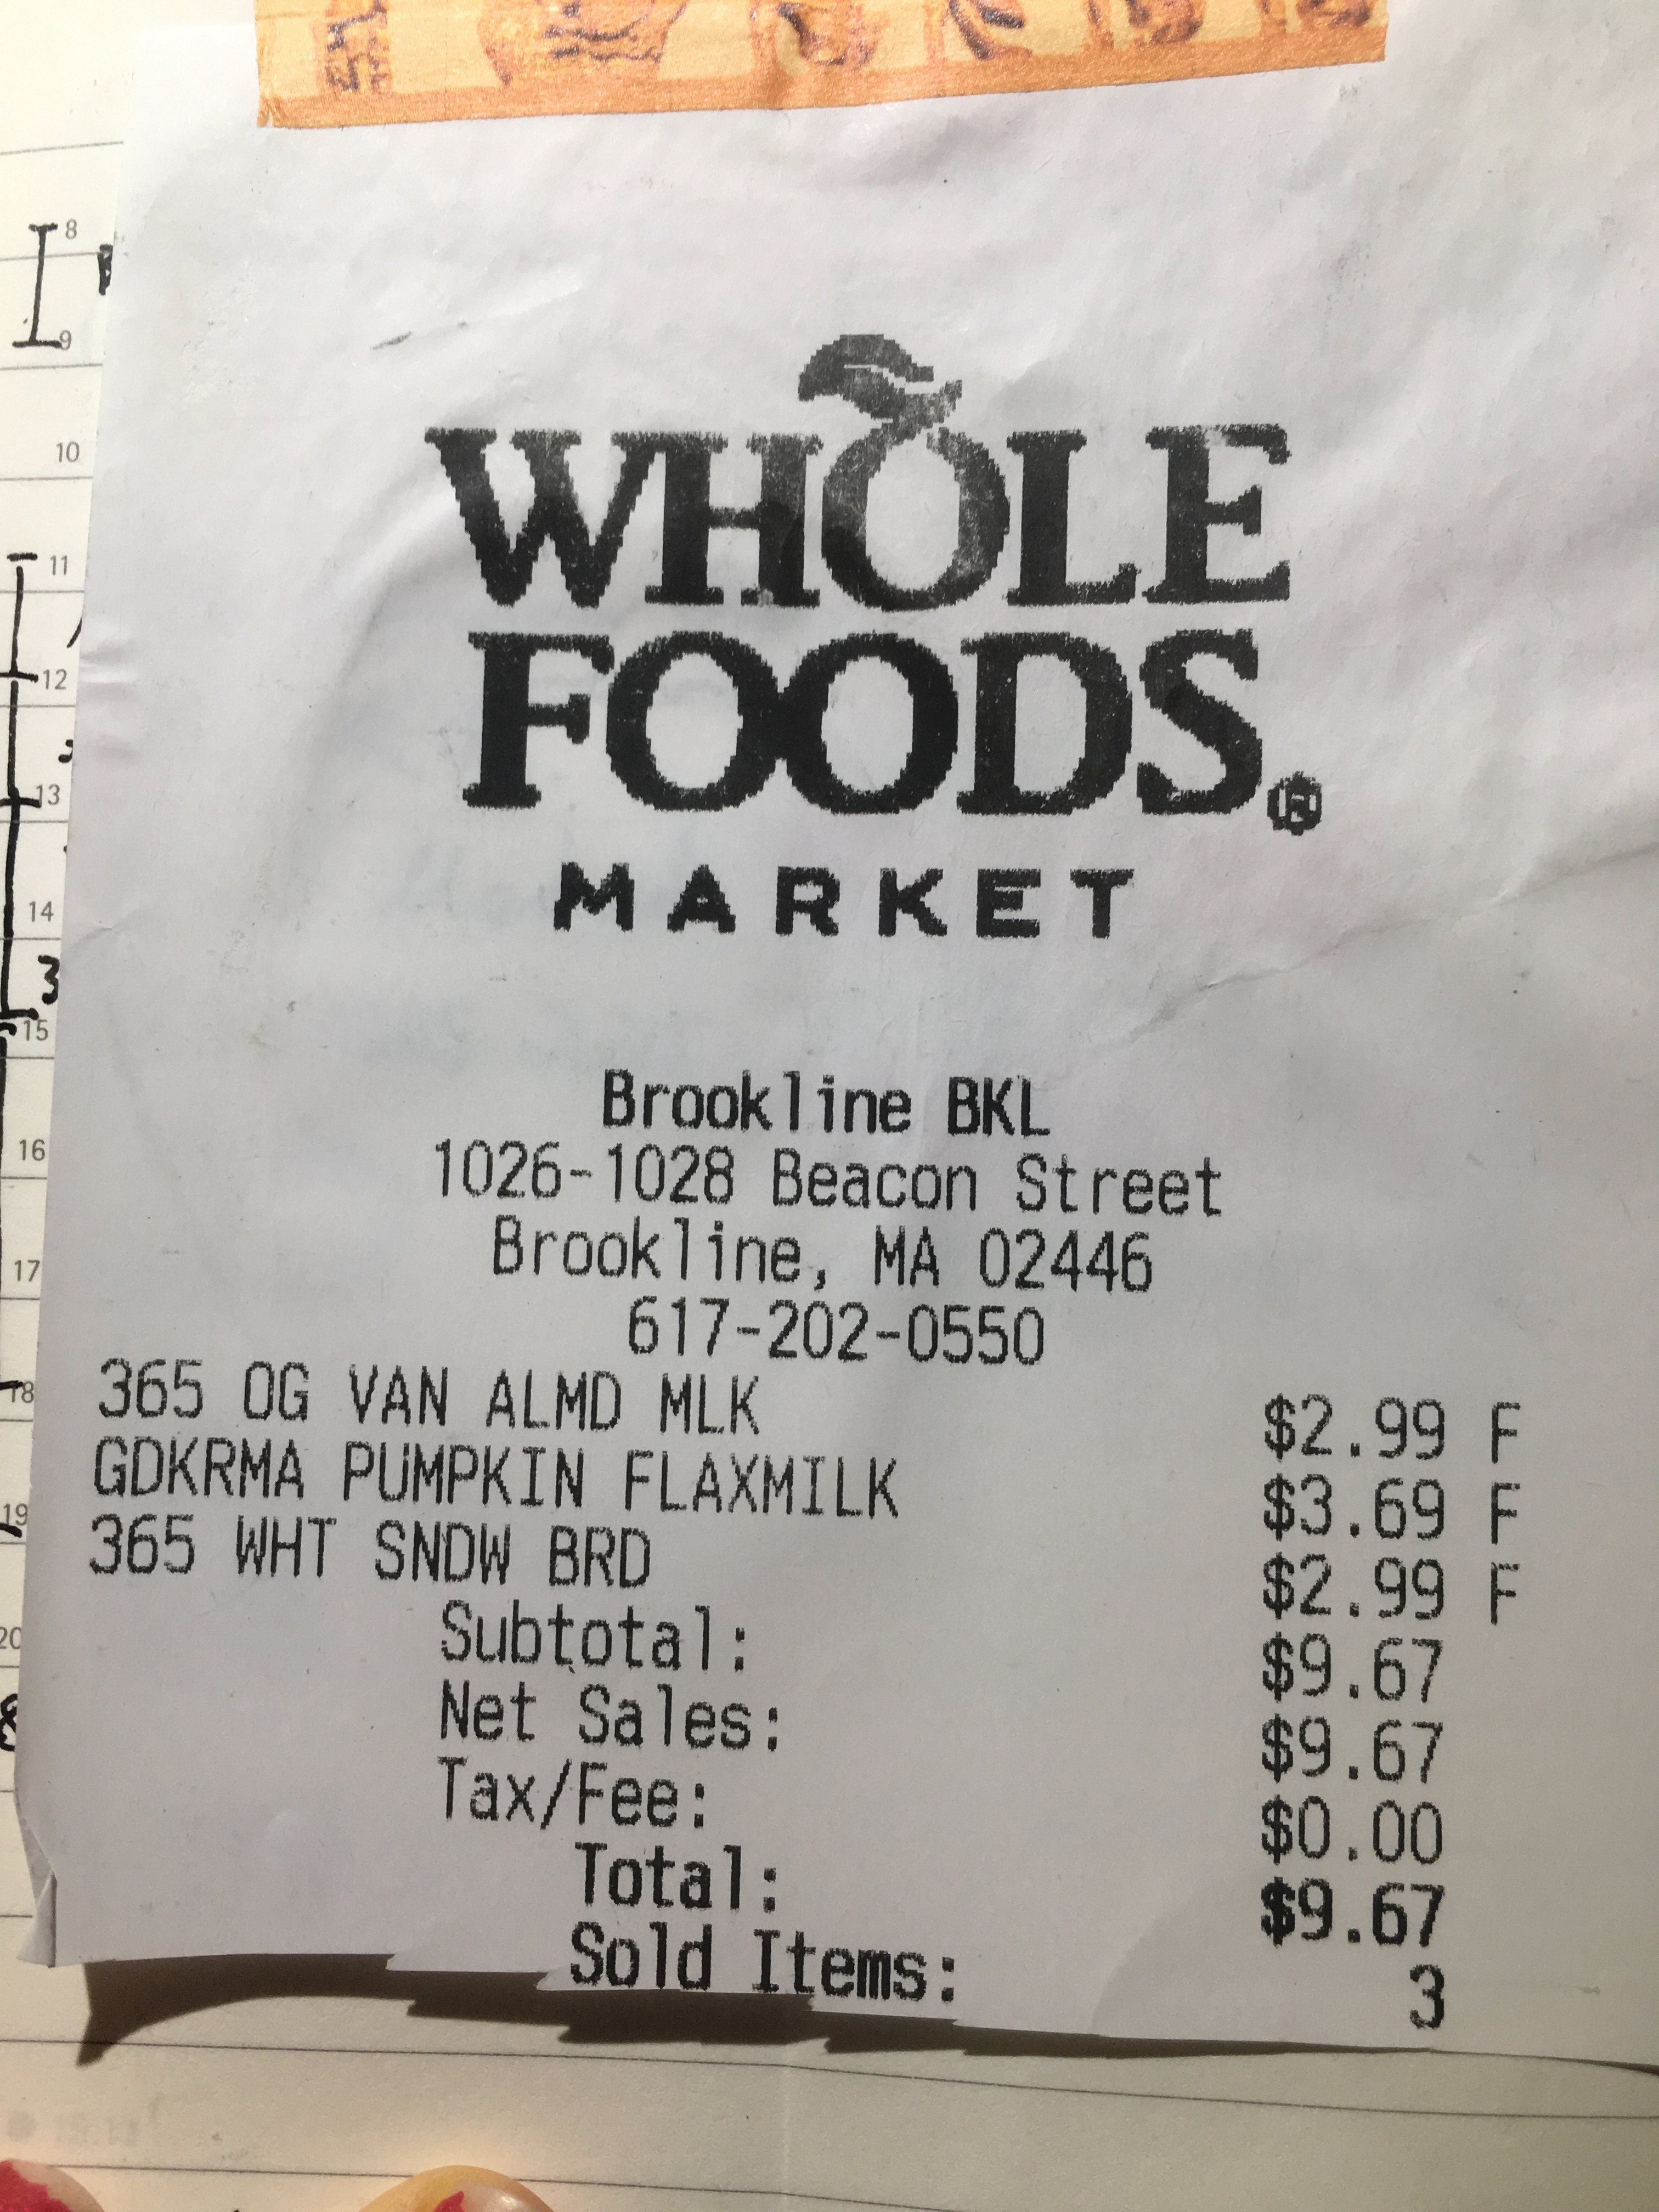 8
9
10
11
12
13
14
3
15
16
17
18
19
20
WHOLE
FOODS®
MARKET
Brookline BKL
1026-1028 Beacon Street
Brookline, MA 02446
617-202-0550
365 OG VAN ALMD MLK $2.99 F
GDKRMA PUMPKIN FLAXMILK $3.69 F
365 WHT SNDW BRD $2.99 F
Subtotal: $9.67
Net Sales: $9.67
Tax/Fee: $0.00
Total: $9.67
Sold Items: 3